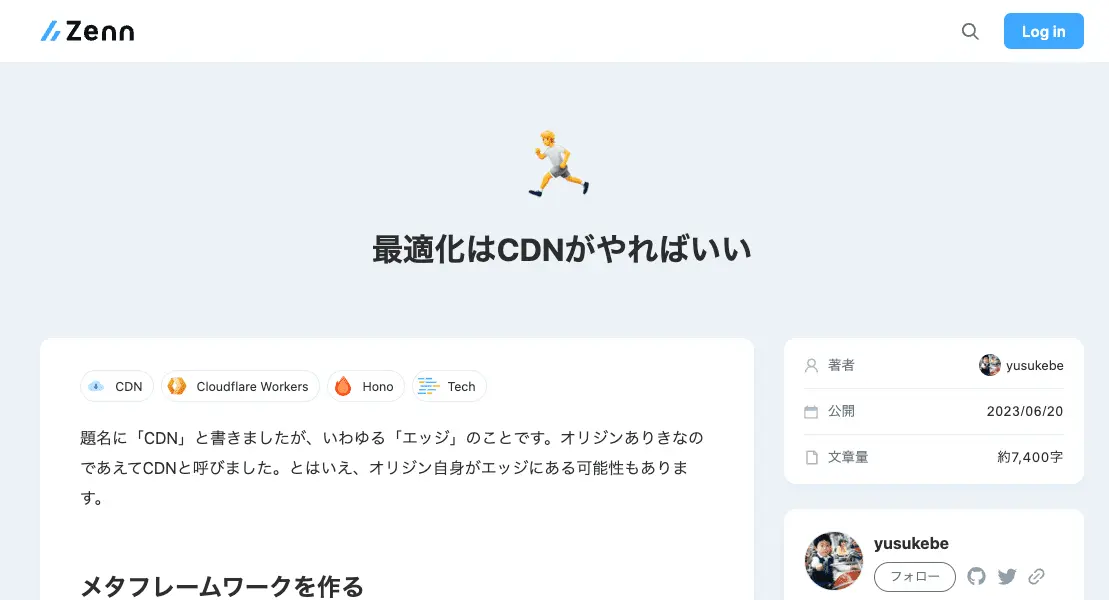 Zenn
Log in
最適化はCDNがやればいい
CDN
Cloudflare Workers
Hono
Tech
題名に「CDN」と書きましたが、いわゆる「エッジ」のことです。オリジンありきなの
であえてCDNと呼びました。とはいえ、オリジン自身がエッジにある可能性もありま
す。
メタフレームワークを作る
著者
yusukebe
公開
2023/06/20
文章量
約7,400字
yusukebe
フォロー